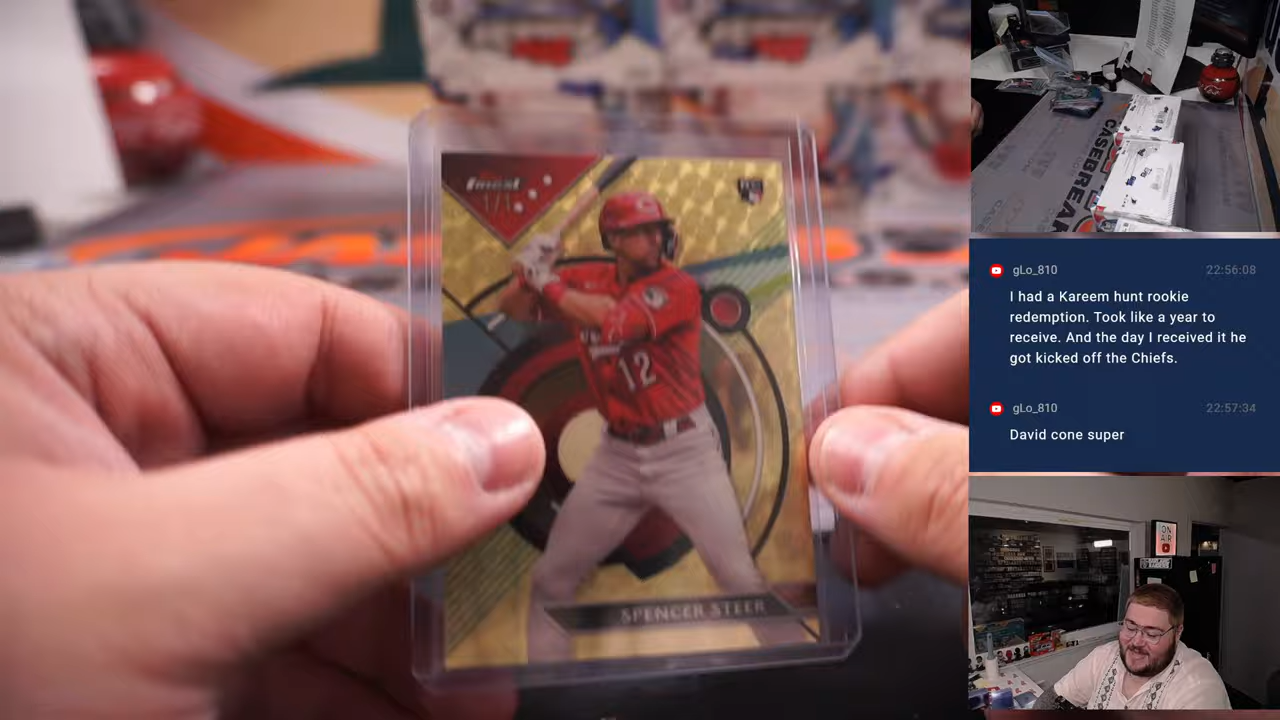 finest
1/1
12
SPENCER STEER
CASEBREAK
gLo_810 22:56:08
I had a Kareem hunt rookie
redemption. Took like a year to
receive. And the day I received it he
got kicked off the Chiefs.
gLo_810 22:57:34
David cone super
ON
AIR